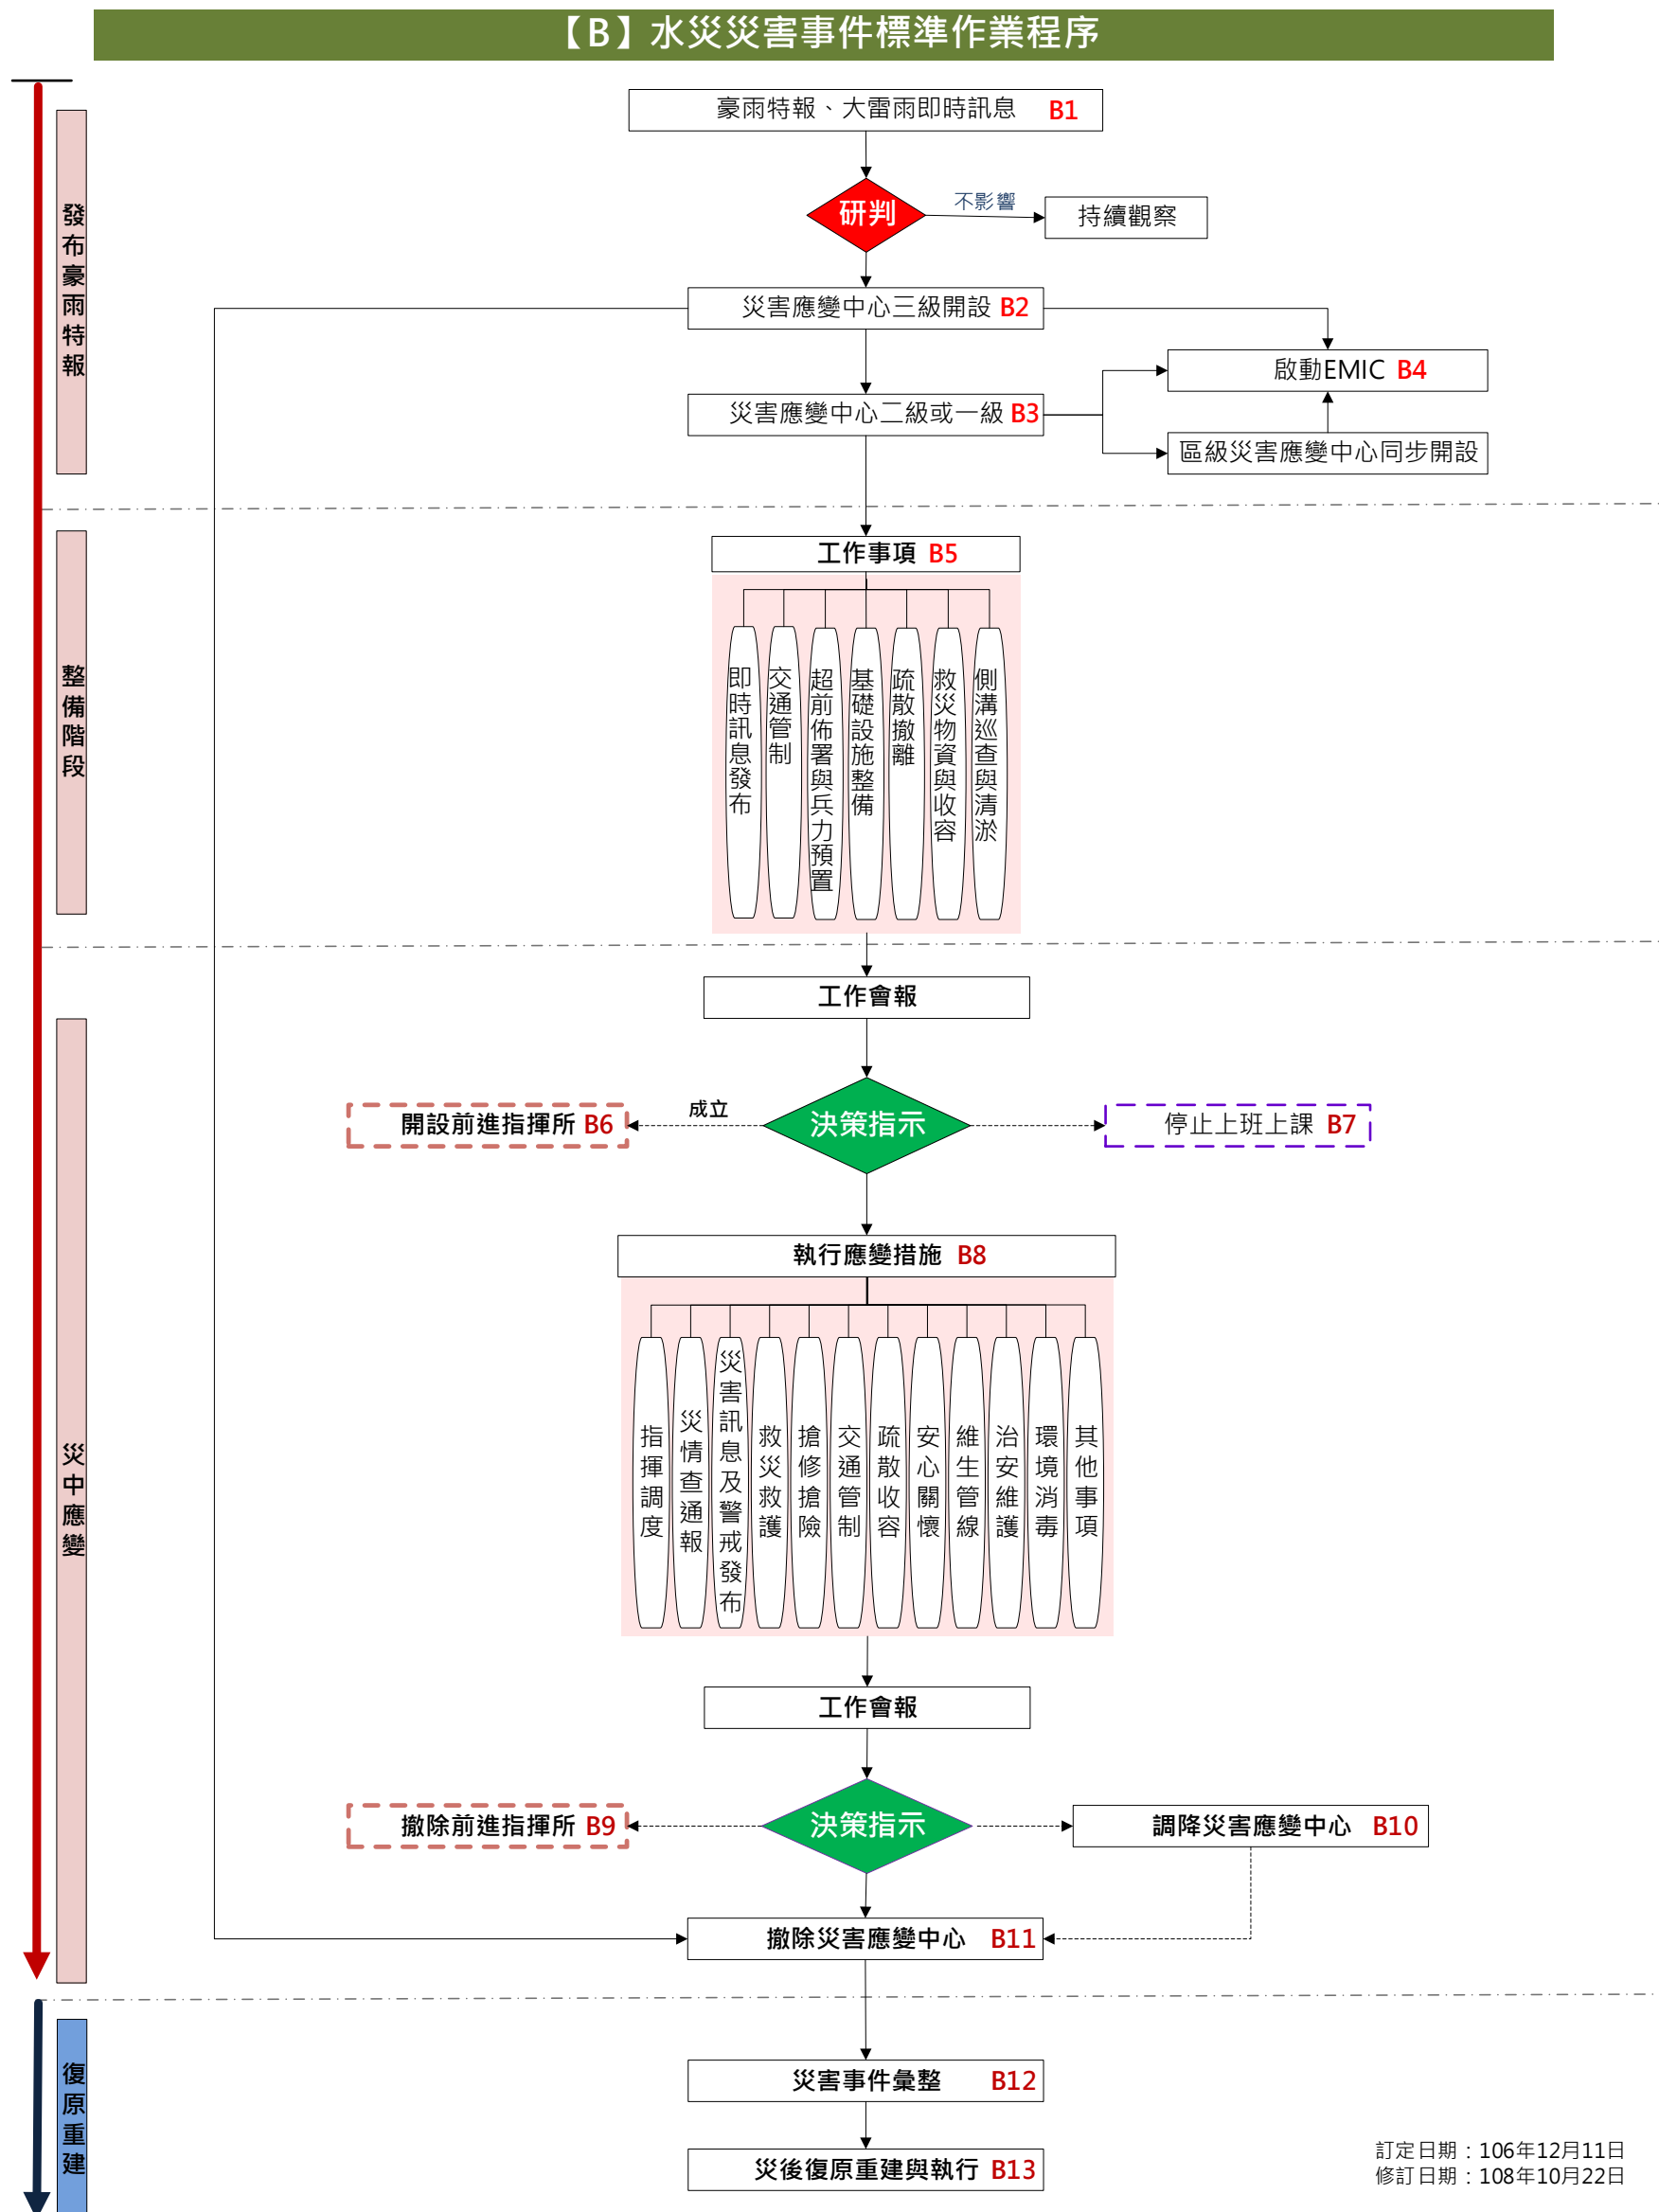 【B】水災災害事件標準作業程序
發布豪雨特報
豪雨特報、大雷雨即時訊息 B1
研判
不影響
持續觀察
災害應變中心三級開設 B2
啟動EMIC B4
災害應變中心二級或一級 B3
區級災害應變中心同步開設
整備階段
工作事項 B5
即時訊息發布
交通管制
超前佈署與兵力預置
基礎設施整備
疏散撤離
救災物資與收容
側溝巡查與清淤
災中應變
工作會報
開設前進指揮所 B6
成立
決策指示
停止上班上課 B7
執行應變措施 B8
指揮調度
災情查通報
災害訊息及警戒發布
救災救護
搶修搶險
交通管制
疏散收容
安心關懷
維生管線
治安維護
環境消毒
其他事項
工作會報
撤除前進指揮所 B9
決策指示
調降災害應變中心 B10
撤除災害應變中心 B11
復原重建
災害事件彙整 B12
災後復原重建與執行 B13
訂定日期：106年12月11日
修訂日期：108年10月22日